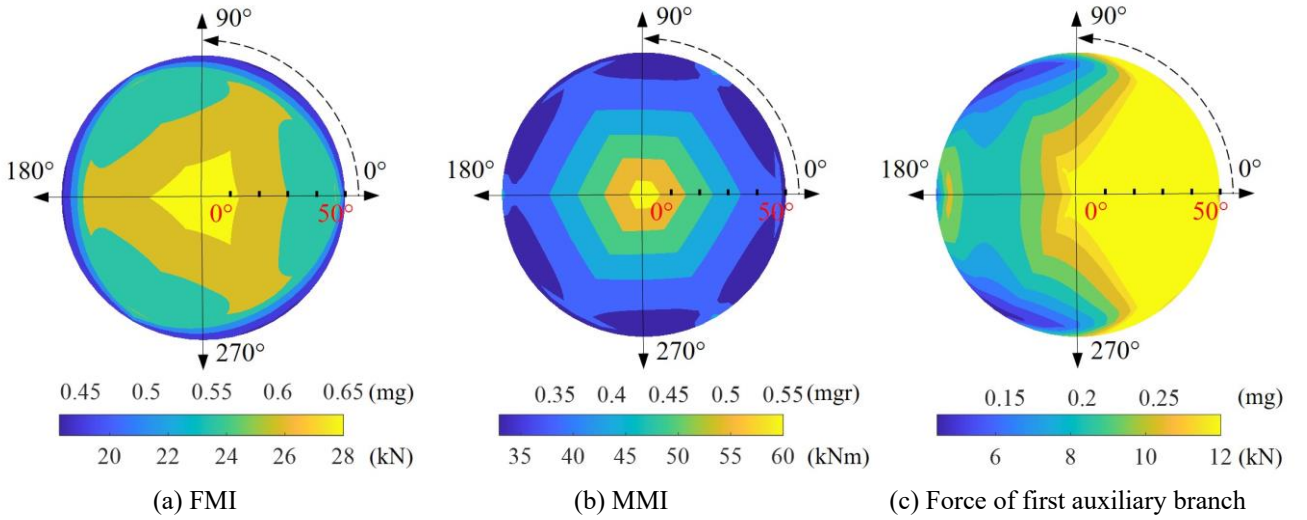 90° 90° 90°
180° 0° 180° 0° 180° 0°
0° 50° 0° 50° 0° 50°
270° 270° 270°
0.45 0.5 0.55 0.6 0.65 (mg) 0.35 0.4 0.45 0.5 0.55 (mgr) 0.15 0.2 0.25 (mg)
20 22 24 26 28 (kN) 35 40 45 50 55 60 (kNm) 6 8 10 12 (kN)
(a) FMI (b) MMI (c) Force of first auxiliary branch